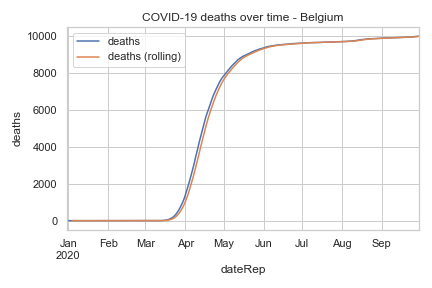 COVID-19 deaths over time - Belgium
deaths
deaths (rolling)
10000
8000
6000
4000
2000
0
deaths
Jan Feb Mar Apr May Jun Jul Aug Sep
2020
dateRep